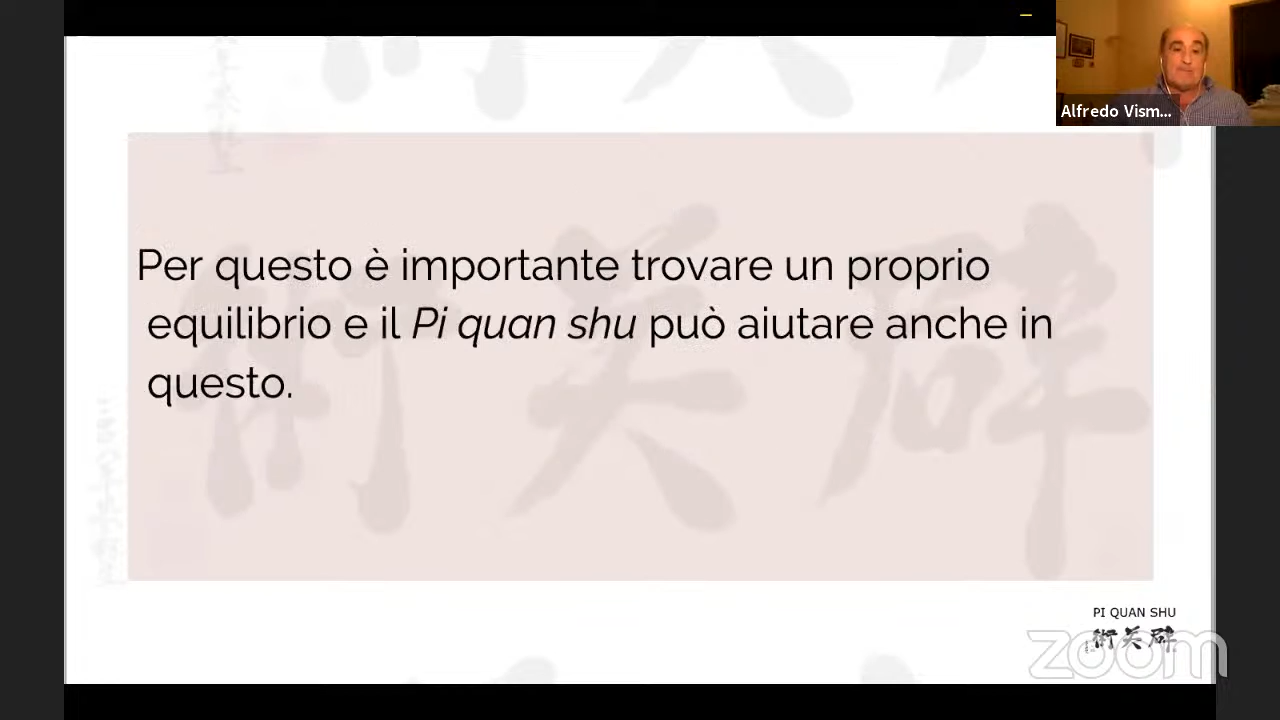 Alfredo Vism...
Per questo è importante trovare un proprio
equilibrio e il Pi quan shu può aiutare anche in
questo.
PI QUAN SHU
zoom